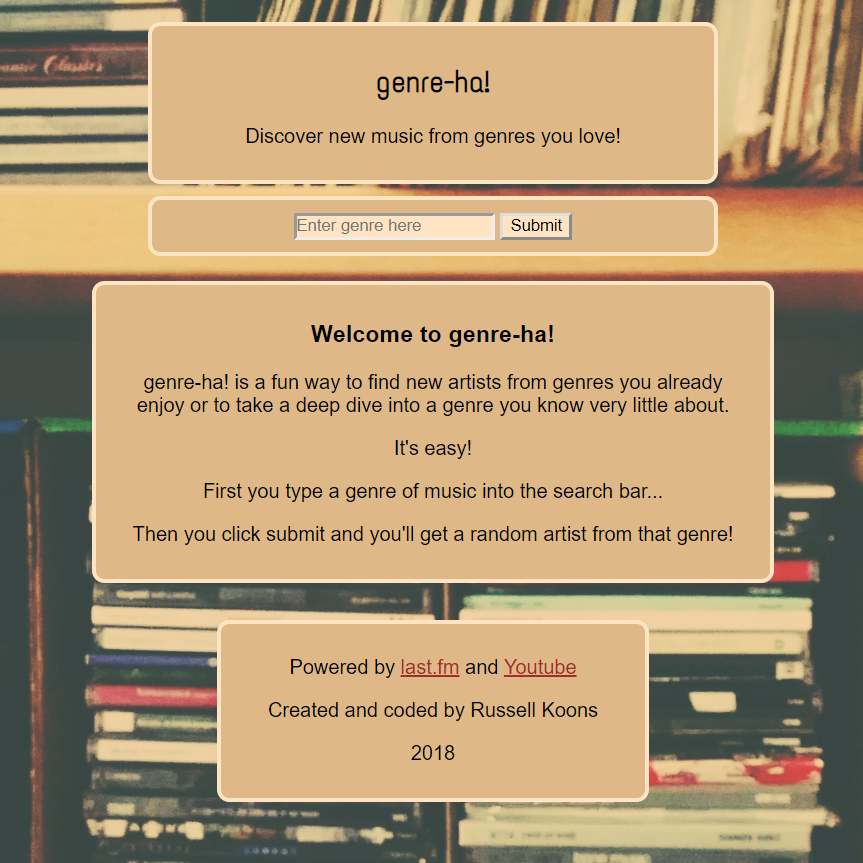 Classics
genre-ha!
Discover new music from genres you love!
Enter genre here Submit
Welcome to genre-ha!
genre-ha! is a fun way to find new artists from genres you already
enjoy or to take a deep dive into a genre you know very little about.
It's easy!
First you type a genre of music into the search bar...
Then you click submit and you'll get a random artist from that genre!
Powered by last.fm and Youtube
Created and coded by Russell Koons
2018